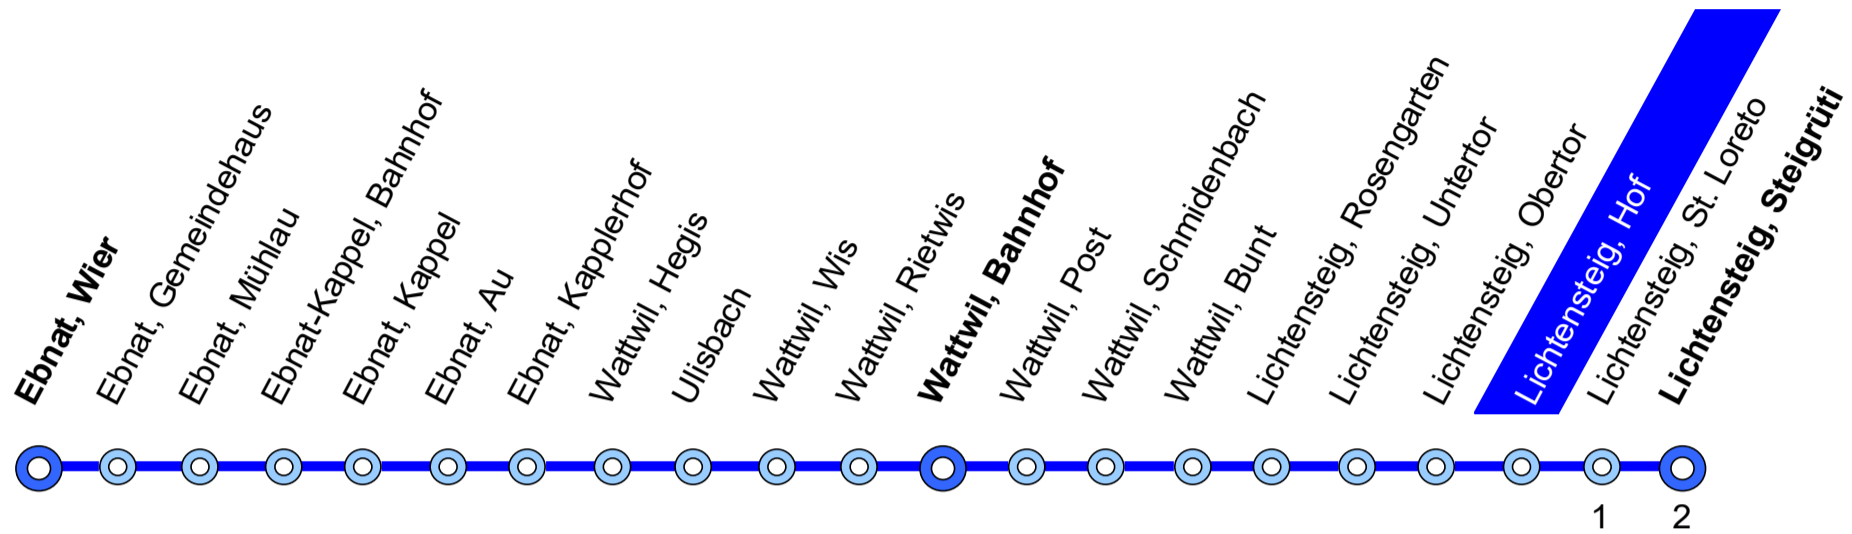 Ebnat, Wier
Ebnat, Gemeindehaus
Ebnat, Mühlau
Ebnat-Kappel, Bahnhof
Ebnat, Kappel
Ebnat, Au
Ebnat, Kapplerhof
Wattwil, Hegis
Ulisbach
Wattwil, Wis
Wattwil, Rietwis
Wattwil, Bahnhof
Wattwil, Post
Wattwil, Schmidenbach
Wattwil, Bunt
Lichtensteig, Rosengarten
Lichtensteig, Untertor
Lichtensteig, Obertor
Lichtensteig, Hof
Lichtensteig, St. Loreto
Lichtensteig, Steigrüti
1
2